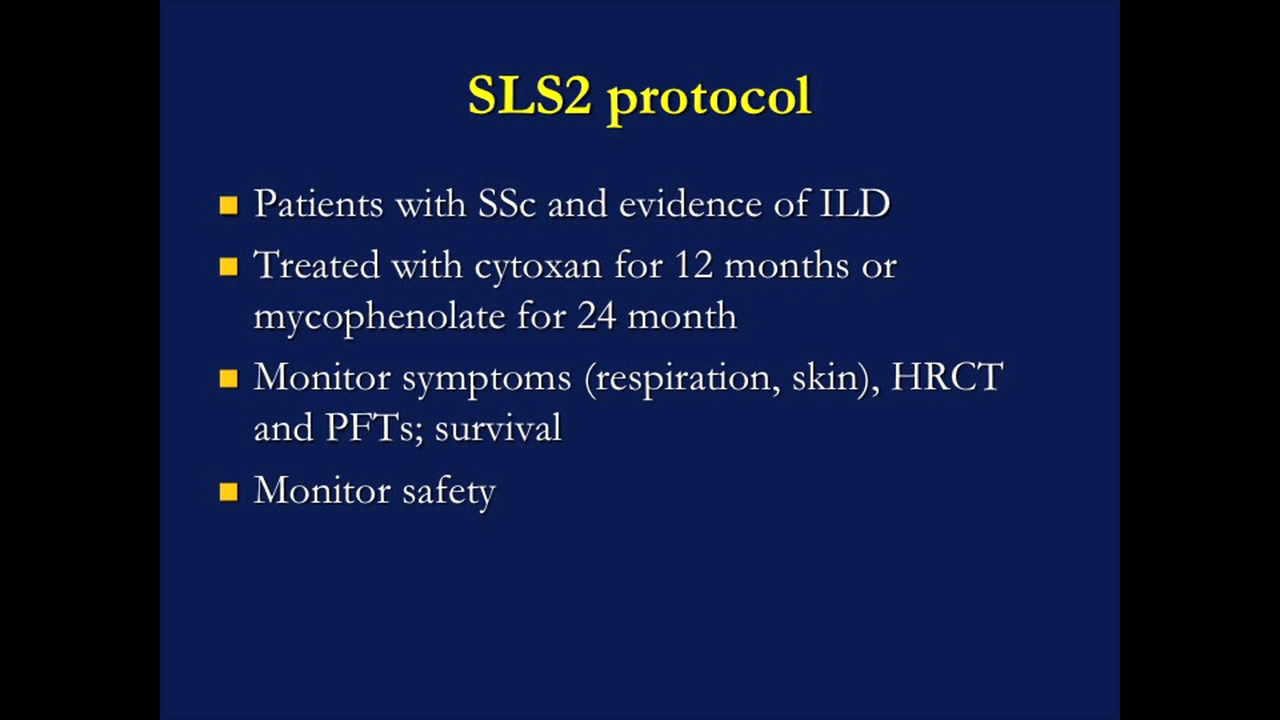 SLS2 protocol
Patients with SSc and evidence of ILD
Treated with cytoxan for 12 months or
mycophenolate for 24 month
Monitor symptoms (respiration, skin), HRCT
and PFTs; survival
Monitor safety